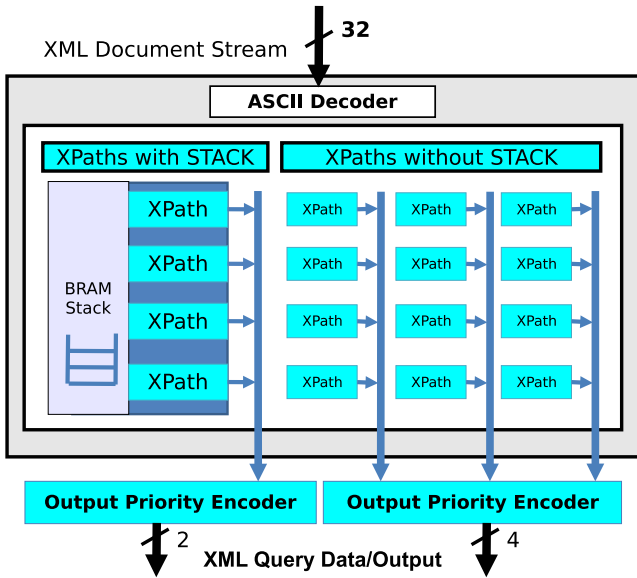 32
XML Document Stream
ASCII Decoder
XPaths with STACK
XPaths without STACK
XPath XPath XPath XPath
XPath XPath XPath XPath
BRAM
Stack
XPath XPath XPath XPath
XPath XPath XPath XPath
Output Priority Encoder
Output Priority Encoder
2
4
XML Query Data/Output